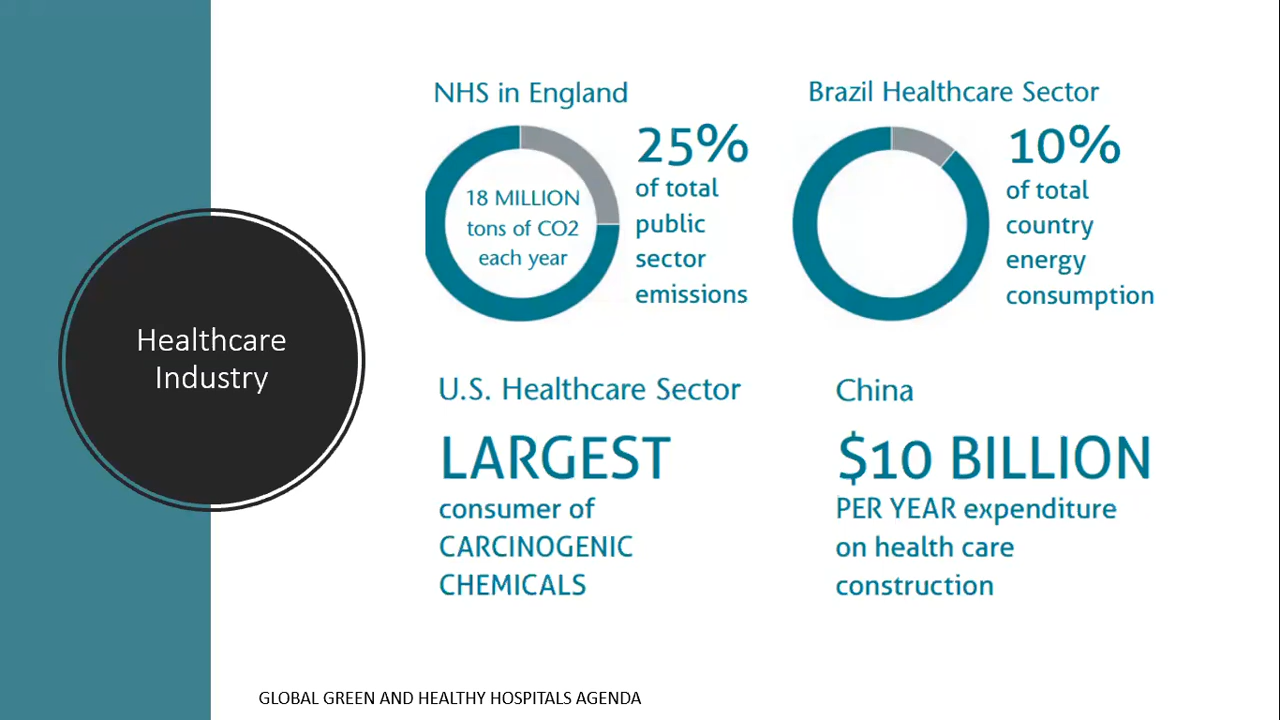 Healthcare
Industry
NHS in England
18 MILLION
tons of CO2
each year
25%
of total
public
sector
emissions
Brazil Healthcare Sector
10%
of total
country
energy
consumption
U.S. Healthcare Sector
LARGEST
consumer of
CARCINOGENIC
CHEMICALS
China
$10 BILLION
PER YEAR expenditure
on health care
construction
GLOBAL GREEN AND HEALTHY HOSPITALS AGENDA